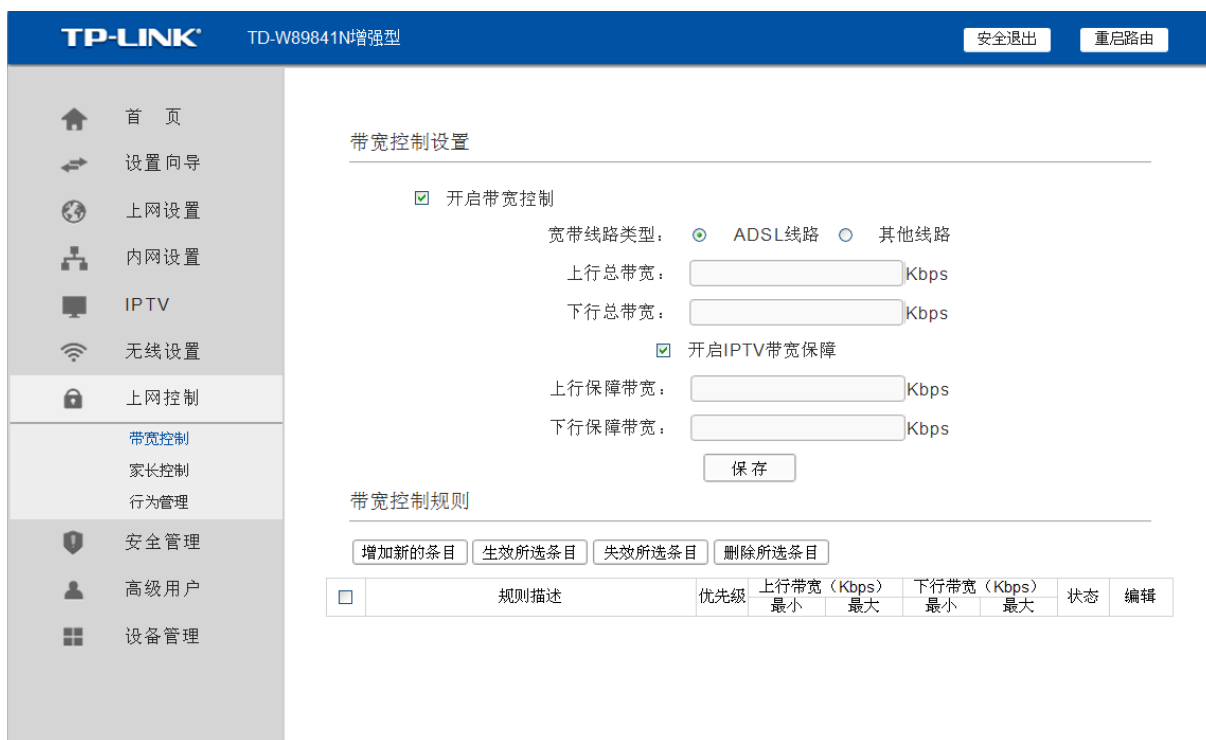 TP-LINK® TD-W89841N增强型 安全退出 重启路由
首 页
设置向导
上网设置
内网设置
IPTV
无线设置
上网控制
带宽控制
家长控制
行为管理
安全管理
高级用户
设备管理
带宽控制设置
开启带宽控制
宽带线路类型： ADSL线路 其他线路
上行总带宽： Kbps
下行总带宽： Kbps
开启IPTV带宽保障
上行保障带宽： Kbps
下行保障带宽： Kbps
保存
带宽控制规则
增加新的条目 生效所选条目 失效所选条目 删除所选条目
规则描述 优先级 上行带宽（Kbps） 下行带宽（Kbps） 状态 编辑
最小 最大 最小 最大